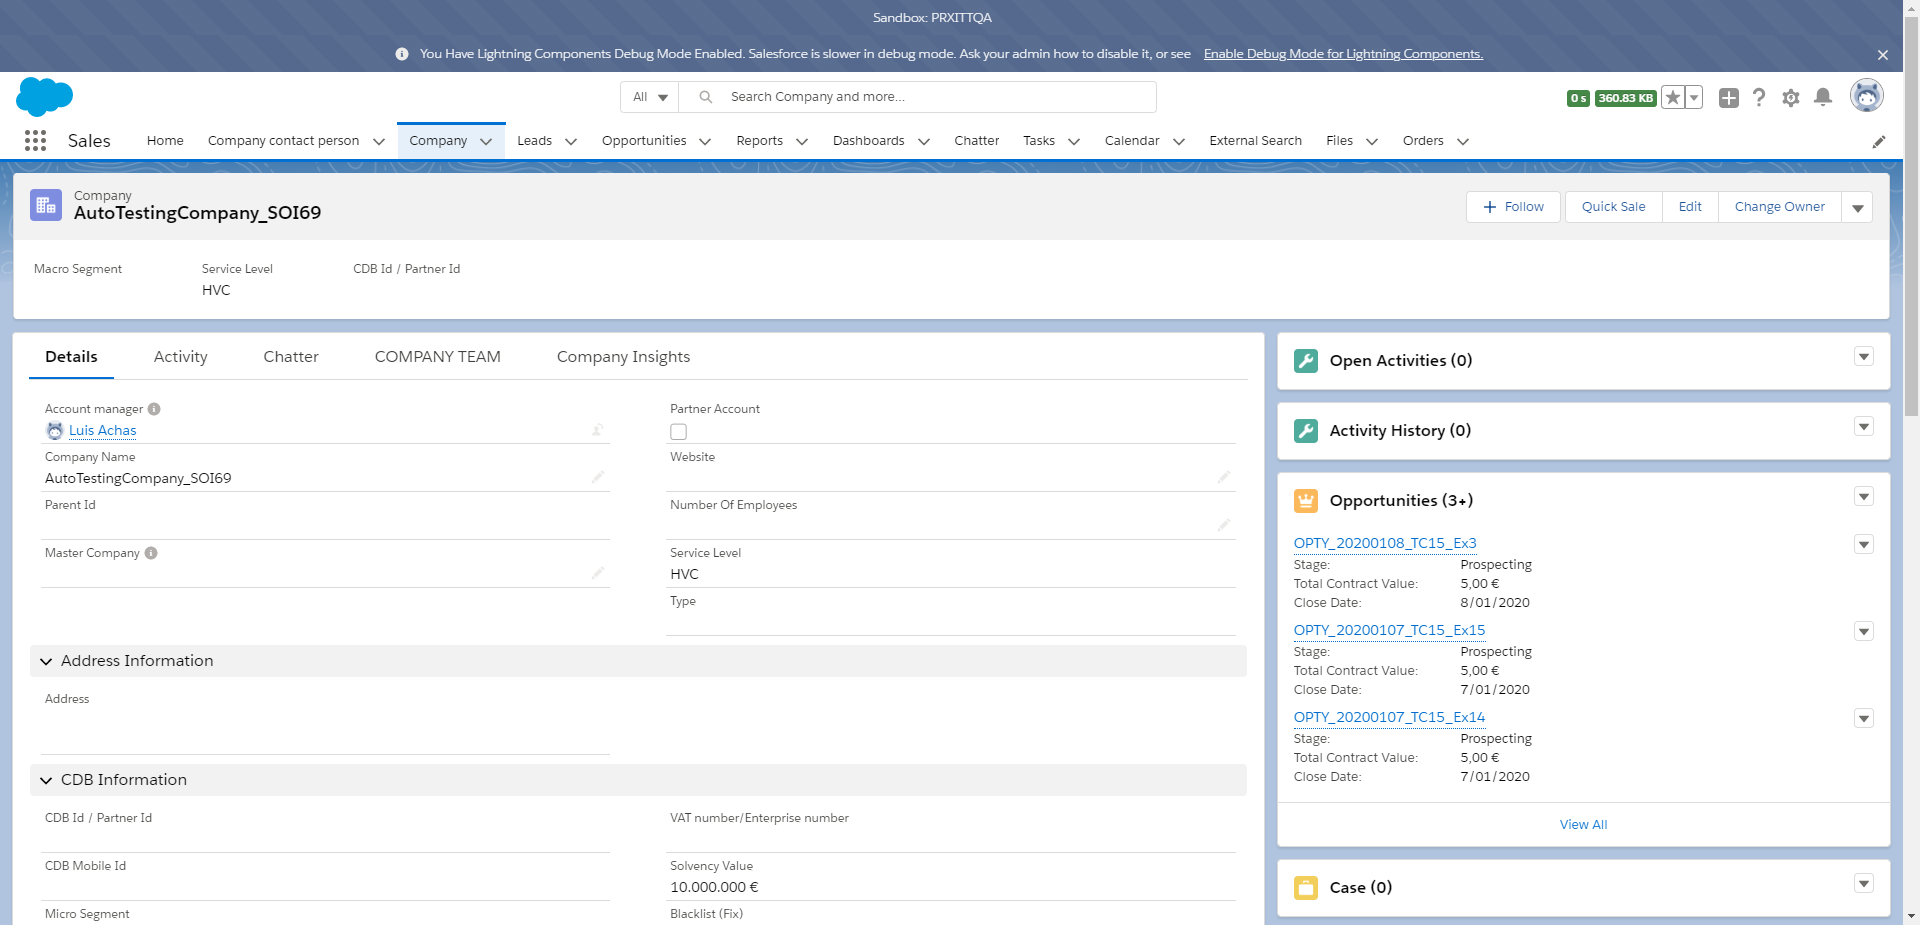 Sandbox: PRXITTQA
You Have Lightning Components Debug Mode Enabled. Salesforce is slower in debug mode. Ask your admin how to disable it, or see Enable Debug Mode for Lightning Components.
All Search Company and more...
0 s 360.83 KB
Sales Home Company contact person Company Leads Opportunities Reports Dashboards Chatter Tasks Calendar External Search Files Orders
Company
AutoTestingCompany_SOI69
Follow Quick Sale Edit Change Owner
Macro Segment Service Level CDB Id / Partner Id
HVC
Details Activity Chatter COMPANY TEAM Company Insights
Account manager
Luis Achas
Company Name
AutoTestingCompany_SOI69
Parent Id
Master Company
Partner Account
Website
Number Of Employees
Service Level
HVC
Type
Address Information
Address
CDB Information
CDB Id / Partner Id
CDB Mobile Id
Micro Segment
VAT number/Enterprise number
Solvency Value
10.000.000 €
Blacklist (Fix)
Open Activities (0)
Activity History (0)
Opportunities (3+)
OPTY_20200108_TC15_Ex3
Stage: Prospecting
Total Contract Value: 5,00 €
Close Date: 8/01/2020
OPTY_20200107_TC15_Ex15
Stage: Prospecting
Total Contract Value: 5,00 €
Close Date: 7/01/2020
OPTY_20200107_TC15_Ex14
Stage: Prospecting
Total Contract Value: 5,00 €
Close Date: 7/01/2020
View All
Case (0)